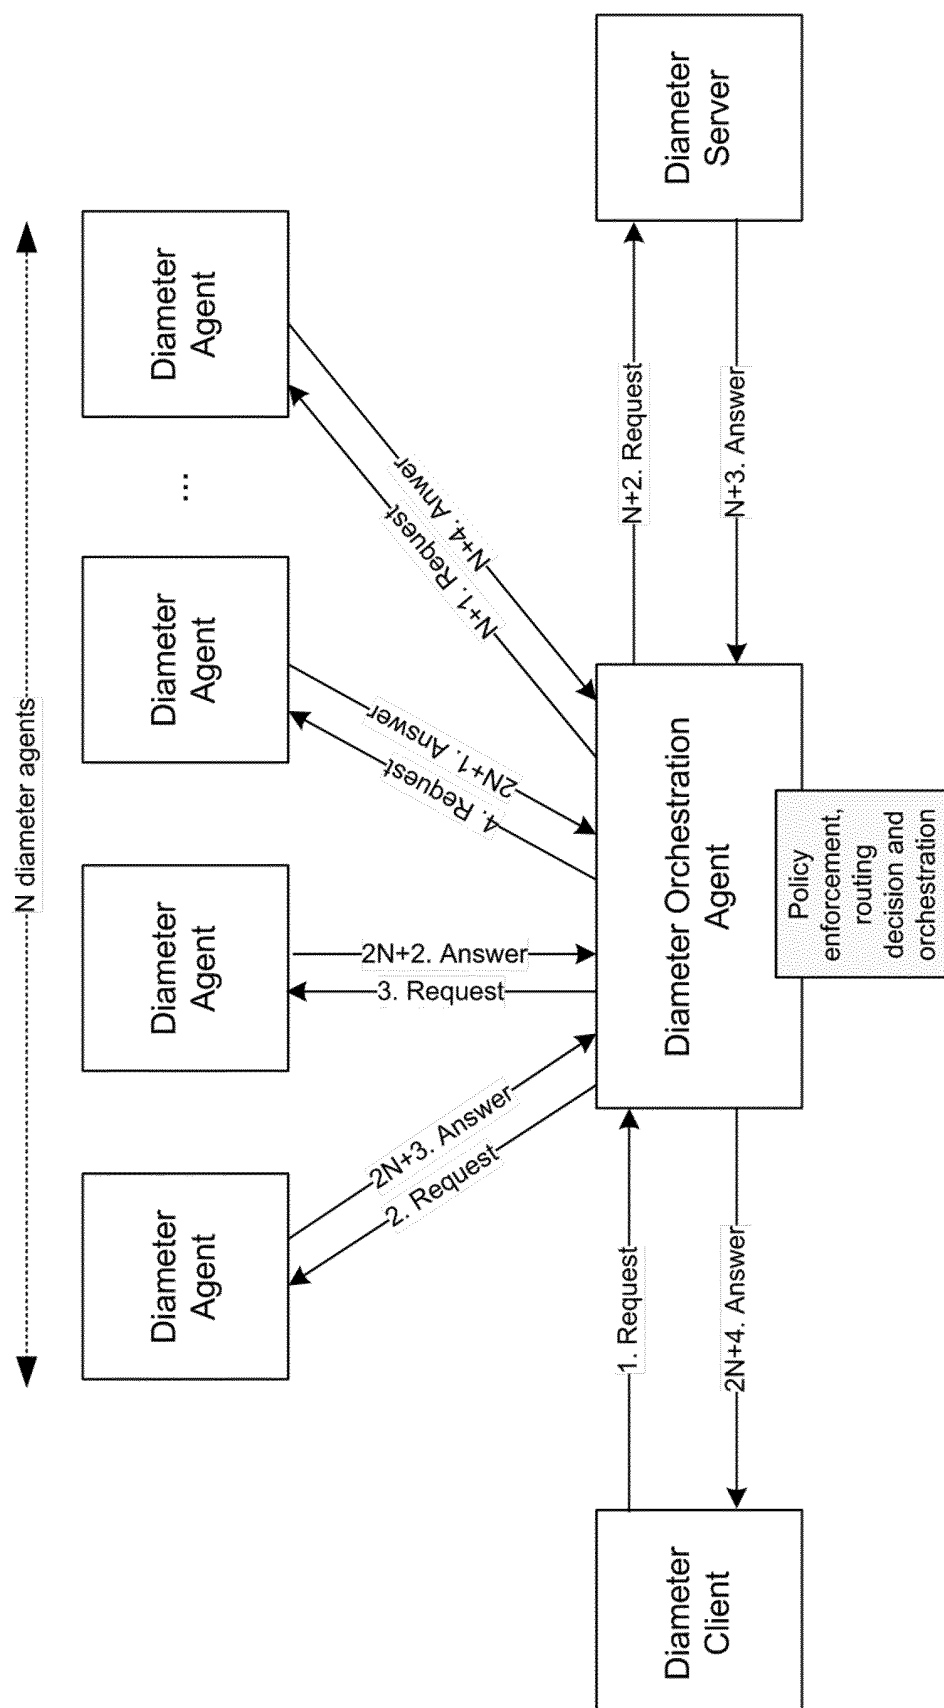 N diameter agents
Diameter
Agent
Diameter
Agent
Diameter
Agent
...
Diameter
Agent
2. Request
2N+3. Answer
3. Request
2N+2. Answer
4. Request
2N+1. Answer
N+1. Request
N+4. Anwer
Diameter
Client
1. Request
2N+4. Answer
Diameter Orchestration
Agent
N+2. Request
N+3. Answer
Diameter
Server
Policy
enforcement,
routing
decision and
orchestration